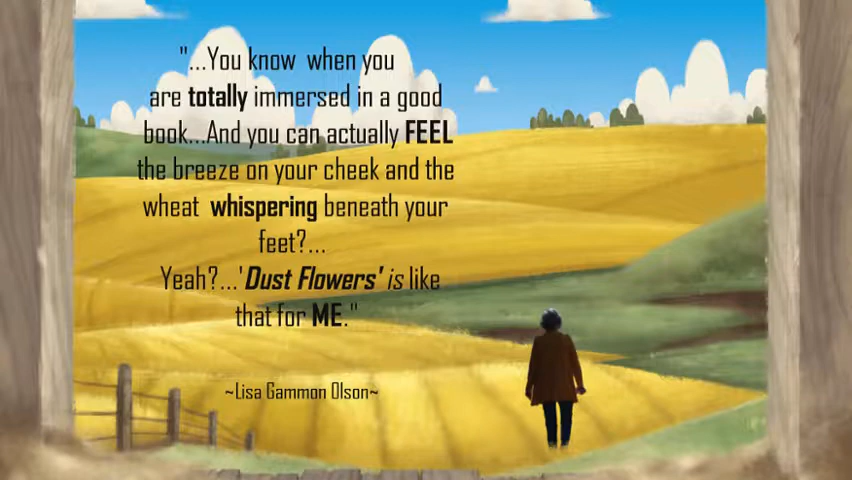 "...You know when you
are totally immersed in a good
book...And you can actually FEEL
the breeze on your cheek and the
wheat whispering beneath your
feet?...
Yeah?...'Dust Flowers' is like
that for ME."
~Lisa Gammon Olson~